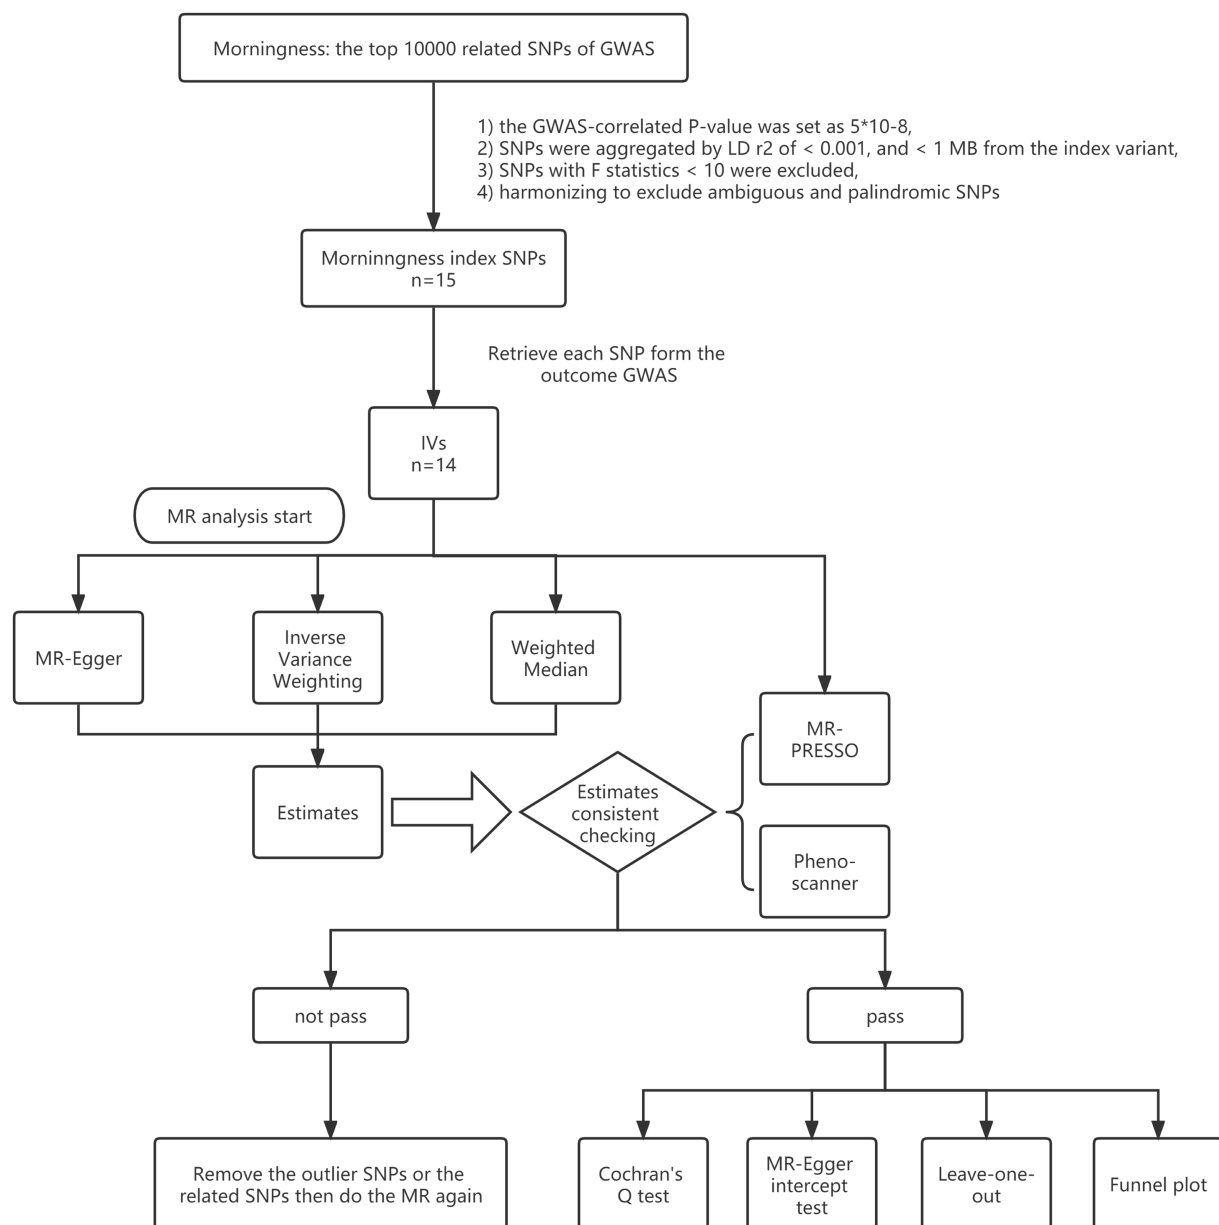 Morningness: the top 10000 related SNPs of GWAS
1) the GWAS-correlated P-value was set as 5*10-8,
2) SNPs were aggregated by LD r2 of < 0.001, and < 1 MB from the index variant,
3) SNPs with F statistics < 10 were excluded,
4) harmonizing to exclude ambiguous and palindromic SNPs
Morninngness index SNPs
n=15
Retrieve each SNP form the
outcome GWAS
IVs
n=14
MR analysis start
MR-Egger
Inverse
Variance
Weighting
Weighted
Median
MR-
PRESSO
Estimates
Estimates
consistent
checking
Pheno-
scanner
not pass
pass
Remove the outlier SNPs or the
related SNPs then do the MR again
Cochran's
Q test
MR-Egger
intercept
test
Leave-one-
out
Funnel plot